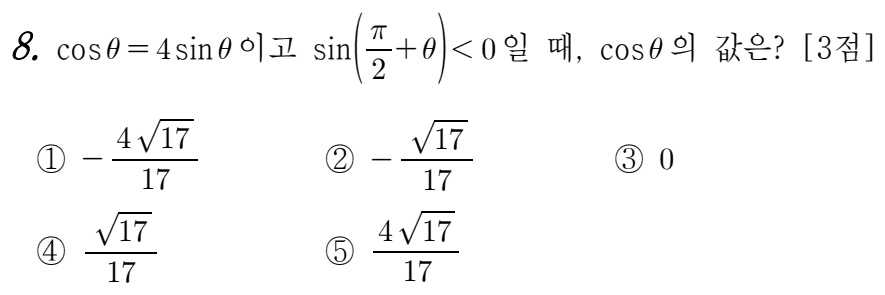 8. cosθ = 4sinθ 이고 sin(π/2 + θ) < 0 일 때, cosθ 의 값은? [3점]
① −4√17/17 ② −√17/17 ③ 0
④ √17/17 ⑤ 4√17/17